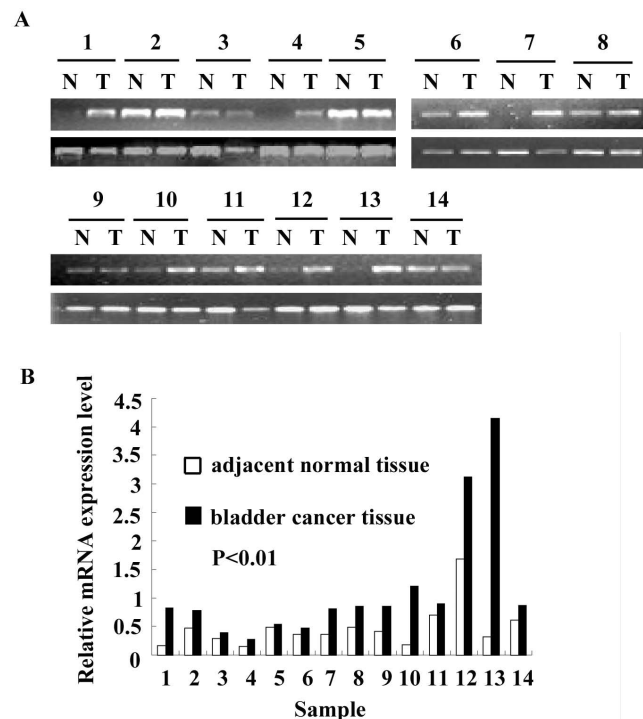 A
1 2 3 4 5 6 7 8
N T N T N T N T N T N T N T N T
9 10 11 12 13 14
N T N T N T N T N T N T
B
Relative mRNA expression level
4.5
4
3.5
3
2.5
2
1.5
1
0.5
0
adjacent normal tissue
bladder cancer tissue
P<0.01
1 2 3 4 5 6 7 8 9 10 11 12 13 14
Sample